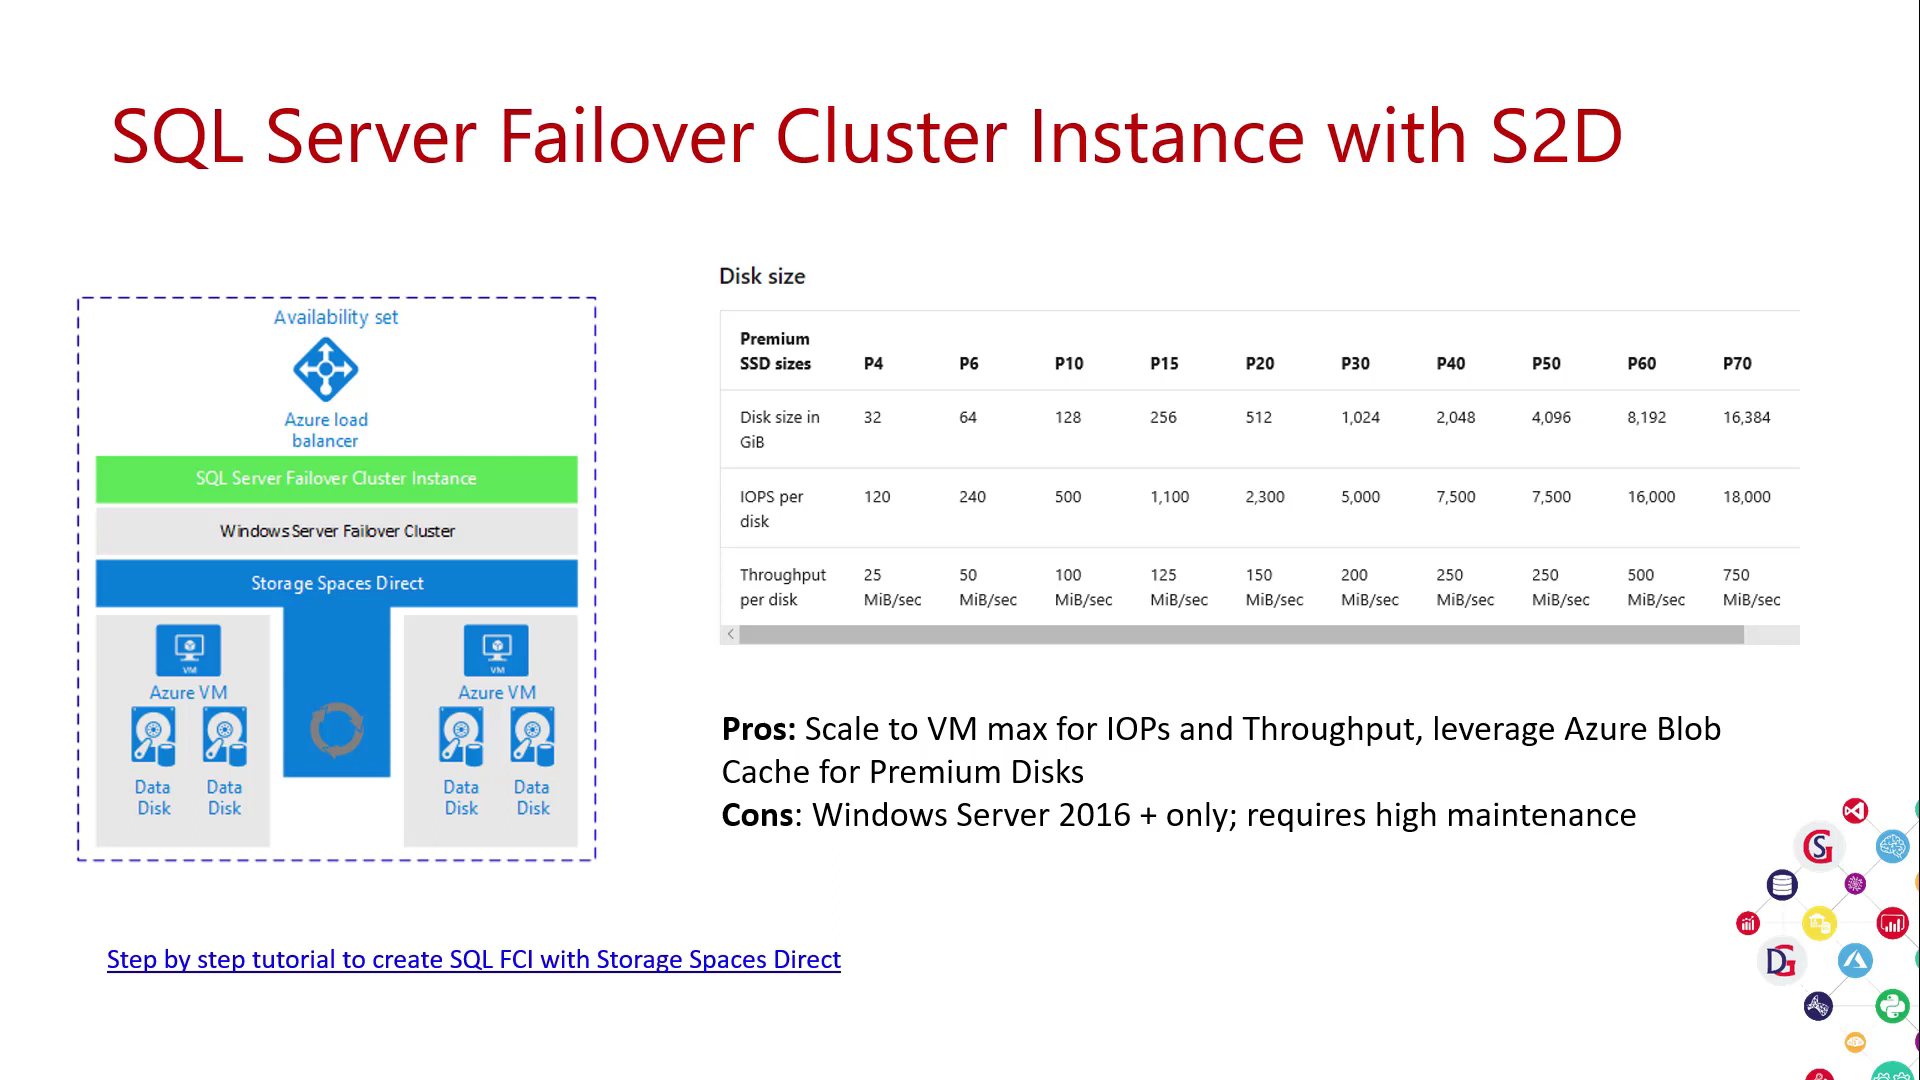 SQL Server Failover Cluster Instance with S2D
Availability set
Azure load
balancer
SQL Server Failover Cluster Instance
Windows Server Failover Cluster
Storage Spaces Direct
VM
VM
Azure VM
Azure VM
Data
Disk
Data
Disk
Data
Disk
Data
Disk
Disk size
Premium
SSD sizes P4 P6 P10 P15 P20 P30 P40 P50 P60 P70
Disk size in
GiB 32 64 128 256 512 1,024 2,048 4,096 8,192 16,384
IOPS per
disk 120 240 500 1,100 2,300 5,000 7,500 7,500 16,000 18,000
Throughput 25 50 100 125 150 200 250 250 500 750
per disk MiB/sec MiB/sec MiB/sec MiB/sec MiB/sec MiB/sec MiB/sec MiB/sec MiB/sec MiB/sec
Pros: Scale to VM max for IOPs and Throughput, leverage Azure Blob
Cache for Premium Disks
Cons: Windows Server 2016 + only; requires high maintenance
Step by step tutorial to create SQL FCI with Storage Spaces Direct
SG
DG